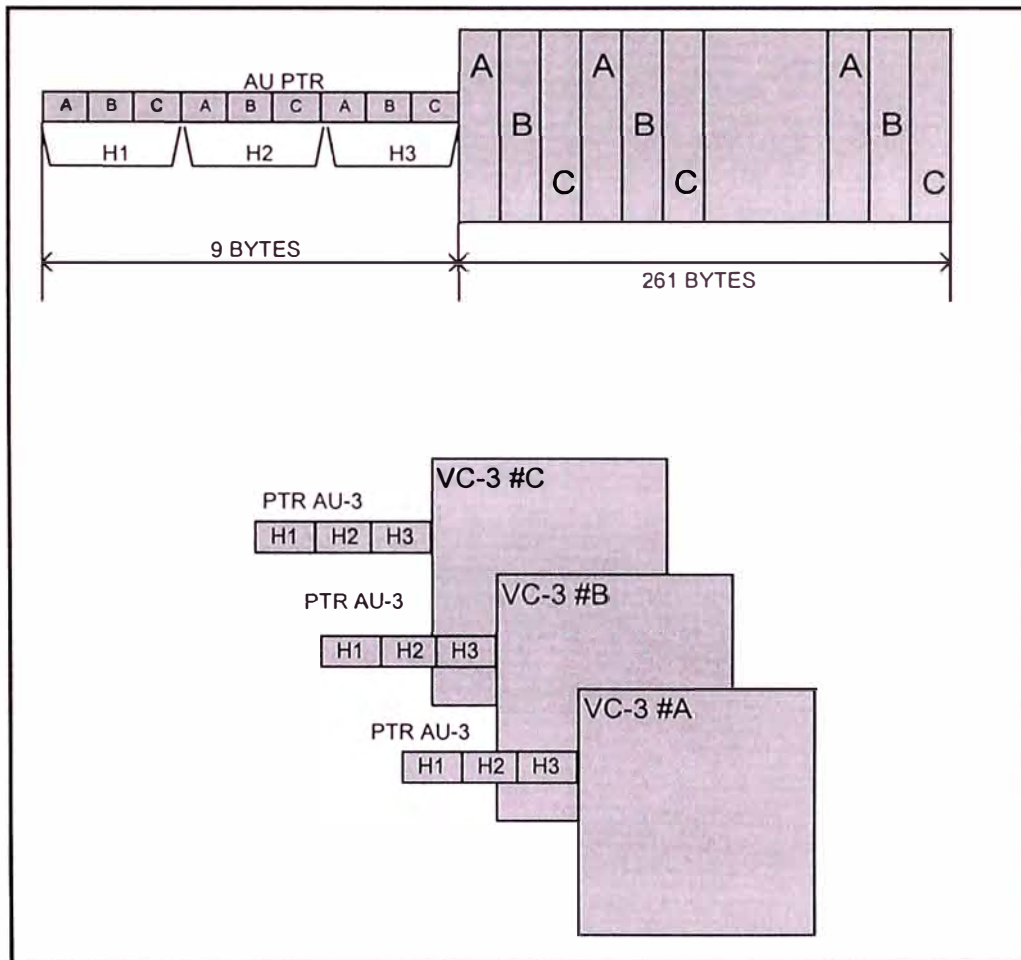 AU PTR
A B C A B C A B C
H1 H2 H3
A A A
B B B
C C C
9 BYTES
261 BYTES
VC-3 #C
PTR AU-3
H1 H2 H3
VC-3 #B
PTR AU-3
H1 H2 H3
VC-3 #A
PTR AU-3
H1 H2 H3